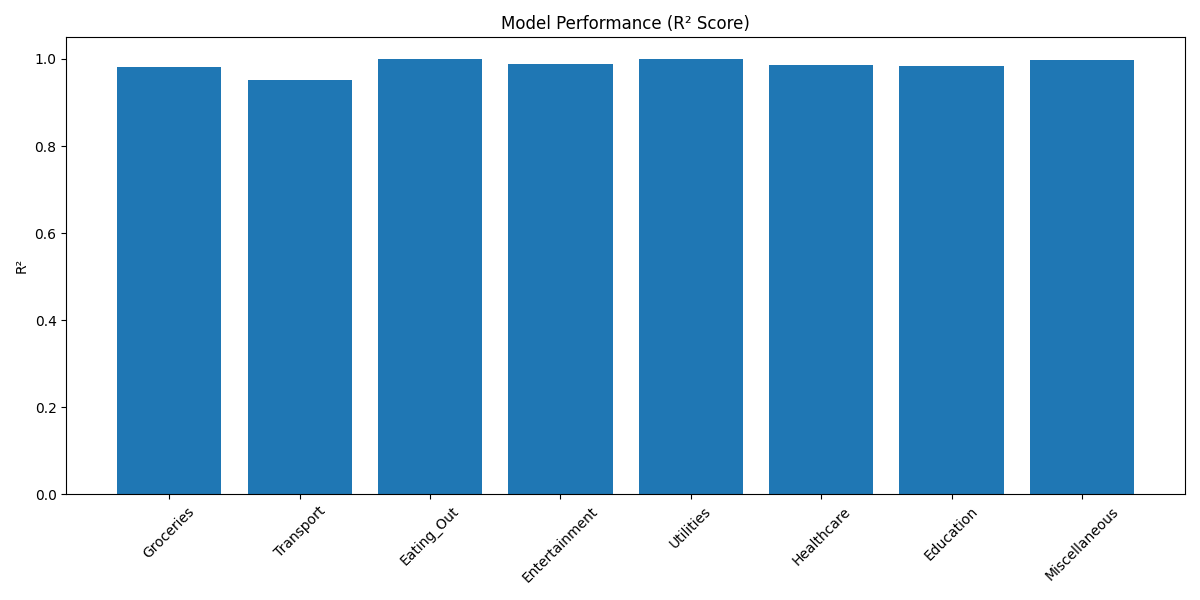 Model Performance (R² Score)
R²
1.0
0.8
0.6
0.4
0.2
0.0
Groceries
Transport
Eating_Out
Entertainment
Utilities
Healthcare
Education
Miscellaneous